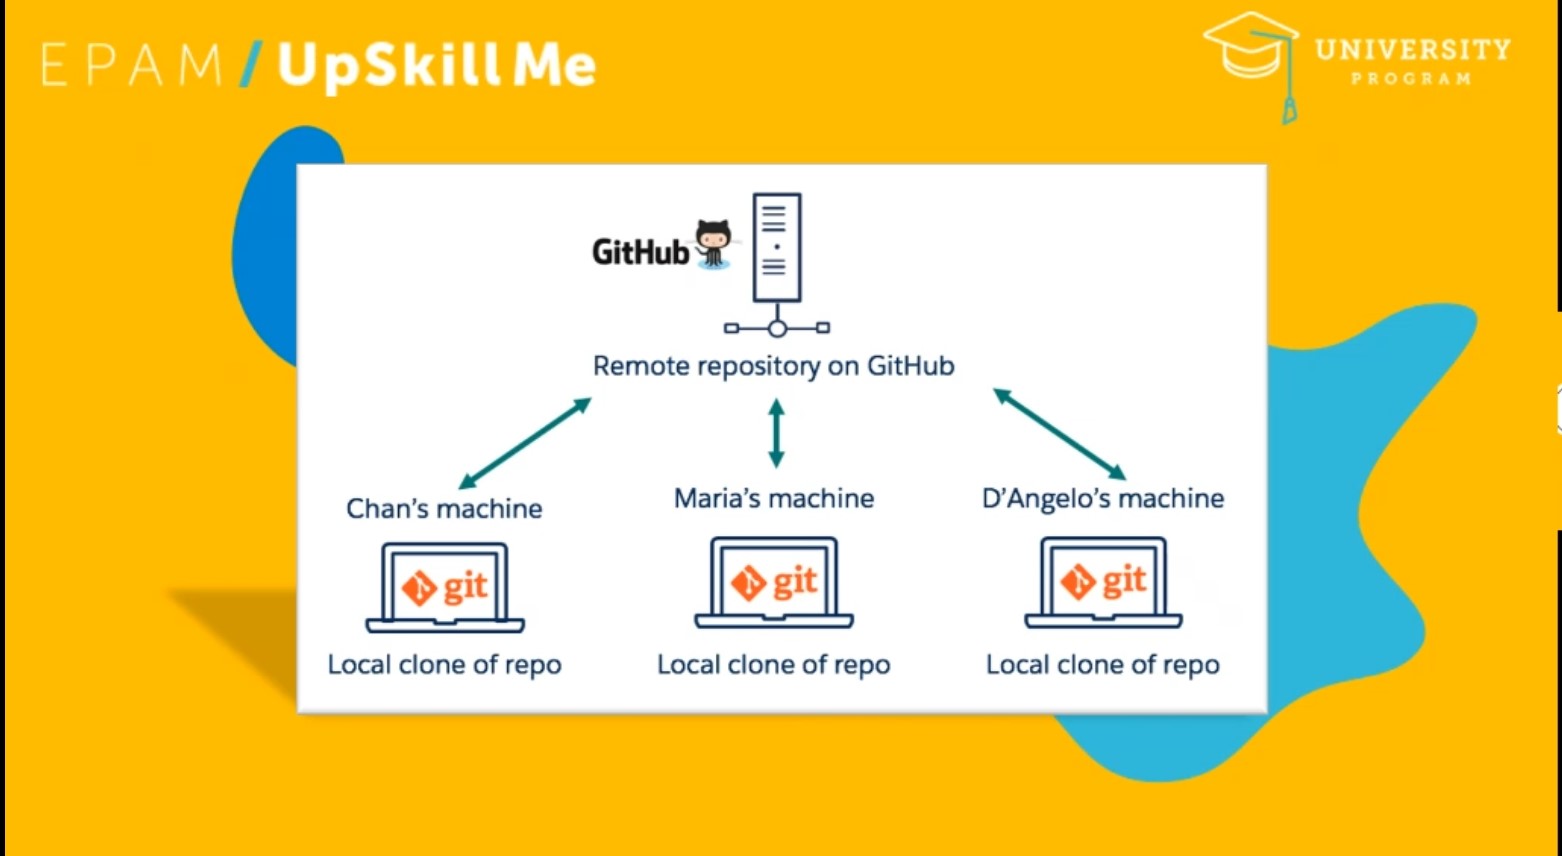 EPAM/UpSkill Me
UNIVERSITY
PROGRAM
GitHub
Remote repository on GitHub
Chan's machine
Maria's machine
D'Angelo's machine
git
git
git
Local clone of repo
Local clone of repo
Local clone of repo